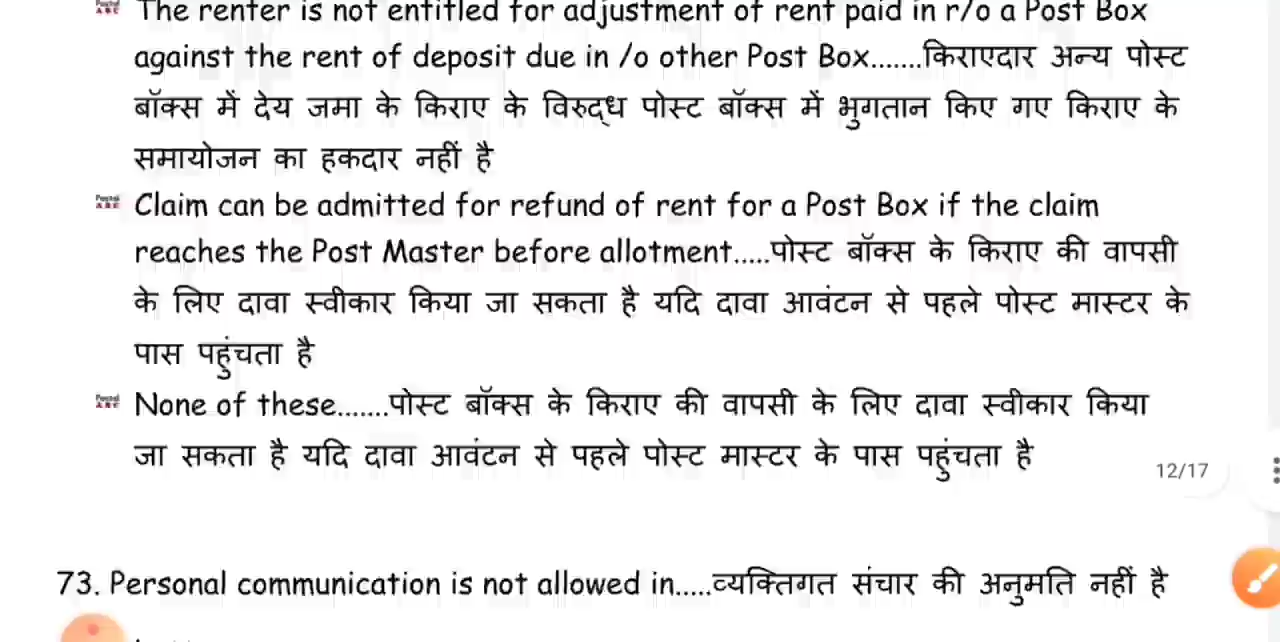 The renter is not entitled for adjustment of rent paid in r/o a Post Box
against the rent of deposit due in /o other Post Box.......किराएदार अन्य पोस्ट
बॉक्स में देय जमा के किराए के विरुद्ध पोस्ट बॉक्स में भुगतान किए गए किराए के
समायोजन का हकदार नहीं है
Claim can be admitted for refund of rent for a Post Box if the claim
reaches the Post Master before allotment.....पोस्ट बॉक्स के किराए की वापसी
के लिए दावा स्वीकार किया जा सकता है यदि दावा आवंटन से पहले पोस्ट मास्टर के
पास पहुंचता है
None of these.......पोस्ट बॉक्स के किराए की वापसी के लिए दावा स्वीकार किया
जा सकता है यदि दावा आवंटन से पहले पोस्ट मास्टर के पास पहुंचता है
12/17
73. Personal communication is not allowed in.....व्यक्तिगत संचार की अनुमति नहीं है